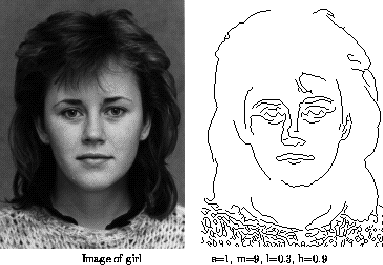 Image of girl
s=1, m=9, l=0.3, h=0.9